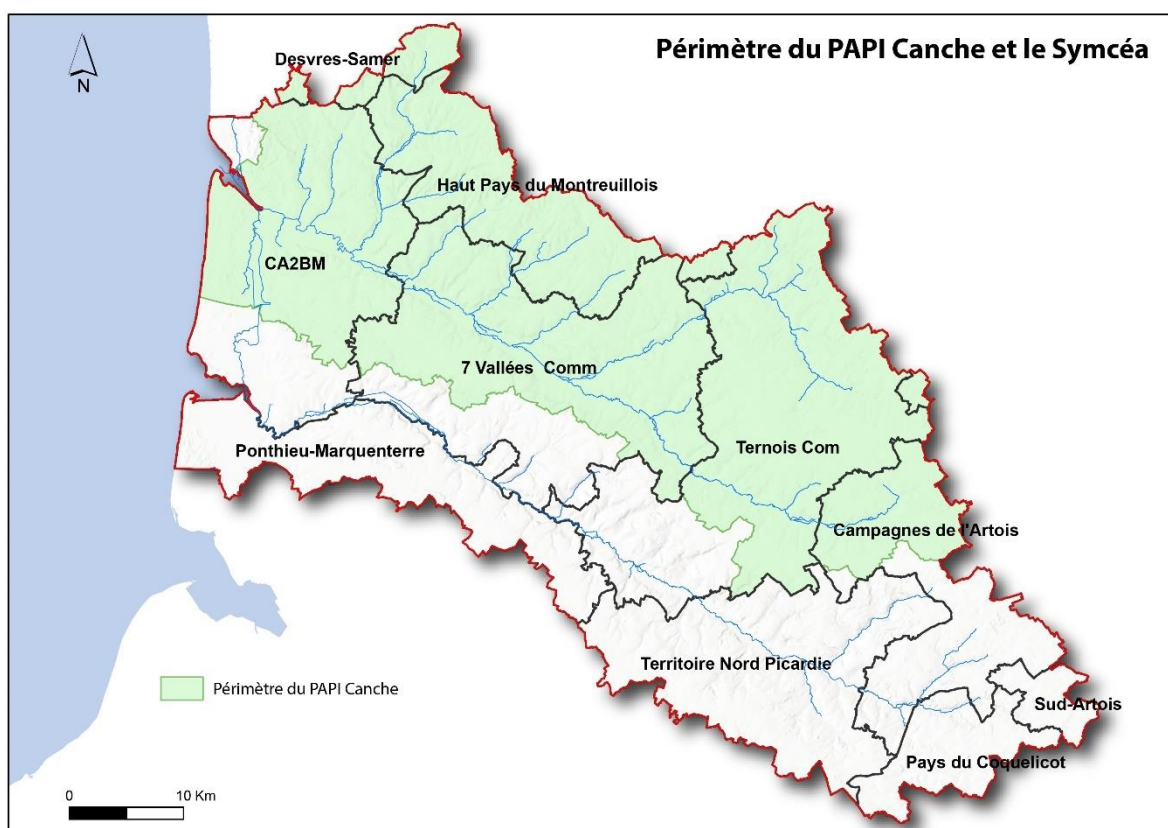 Périmètre du PAPI Canche et le Symcéa
N
Desvres-Samer
Haut Pays du Montreuillois
CA2BM
7 Vallées Comm
Ternois Com
Ponthieu-Marquenterre
Campagnes de l'Artois
Territoire Nord Picardie
Sud-Artois
Pays du Coquelicot
Périmètre du PAPI Canche
0 10 Km